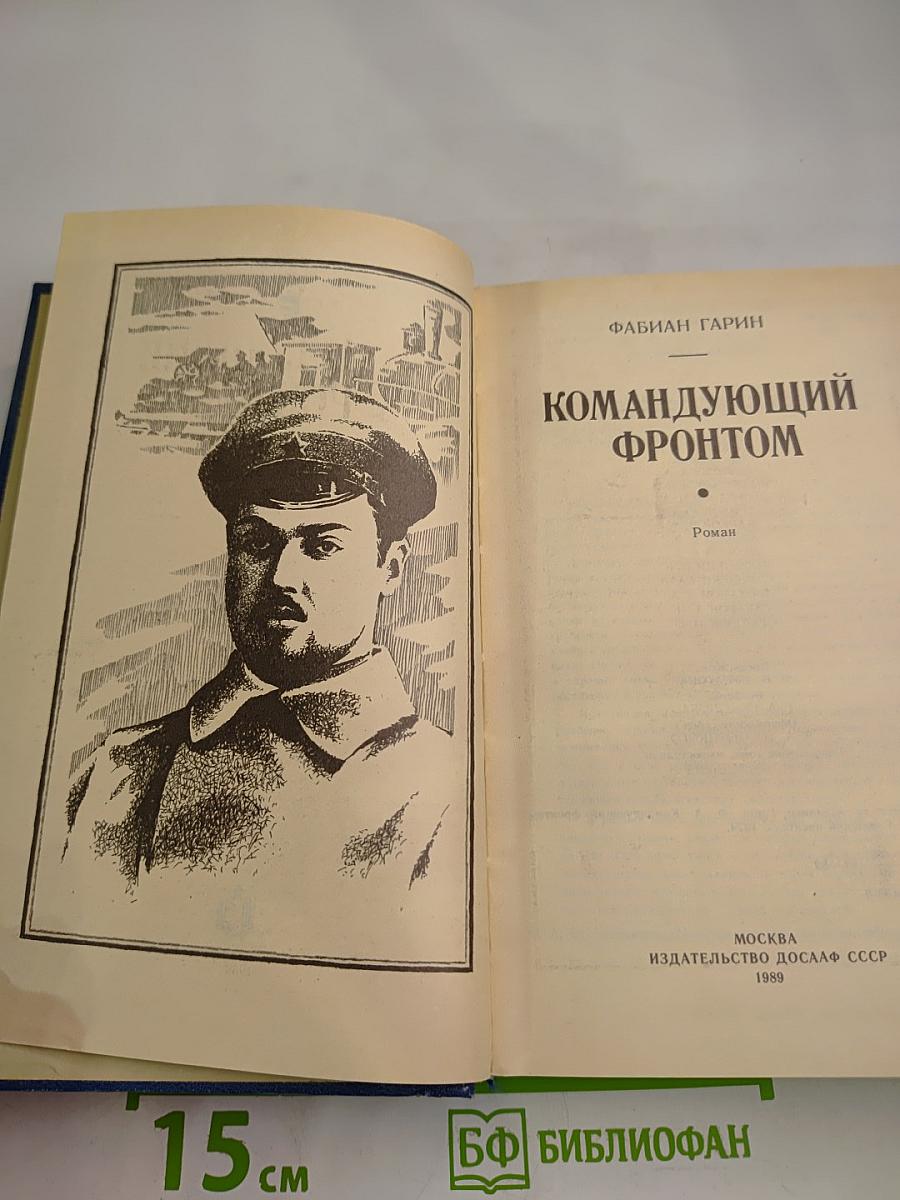 ФАБИАН ГАРИН
КОМАНДУЮЩИЙ
ФРОНТОМ
Роман
МОСКВА
ИЗДАТЕЛЬСТВО ДОСААФ СССР
1989
15 см
БФ БИБЛИОФАН